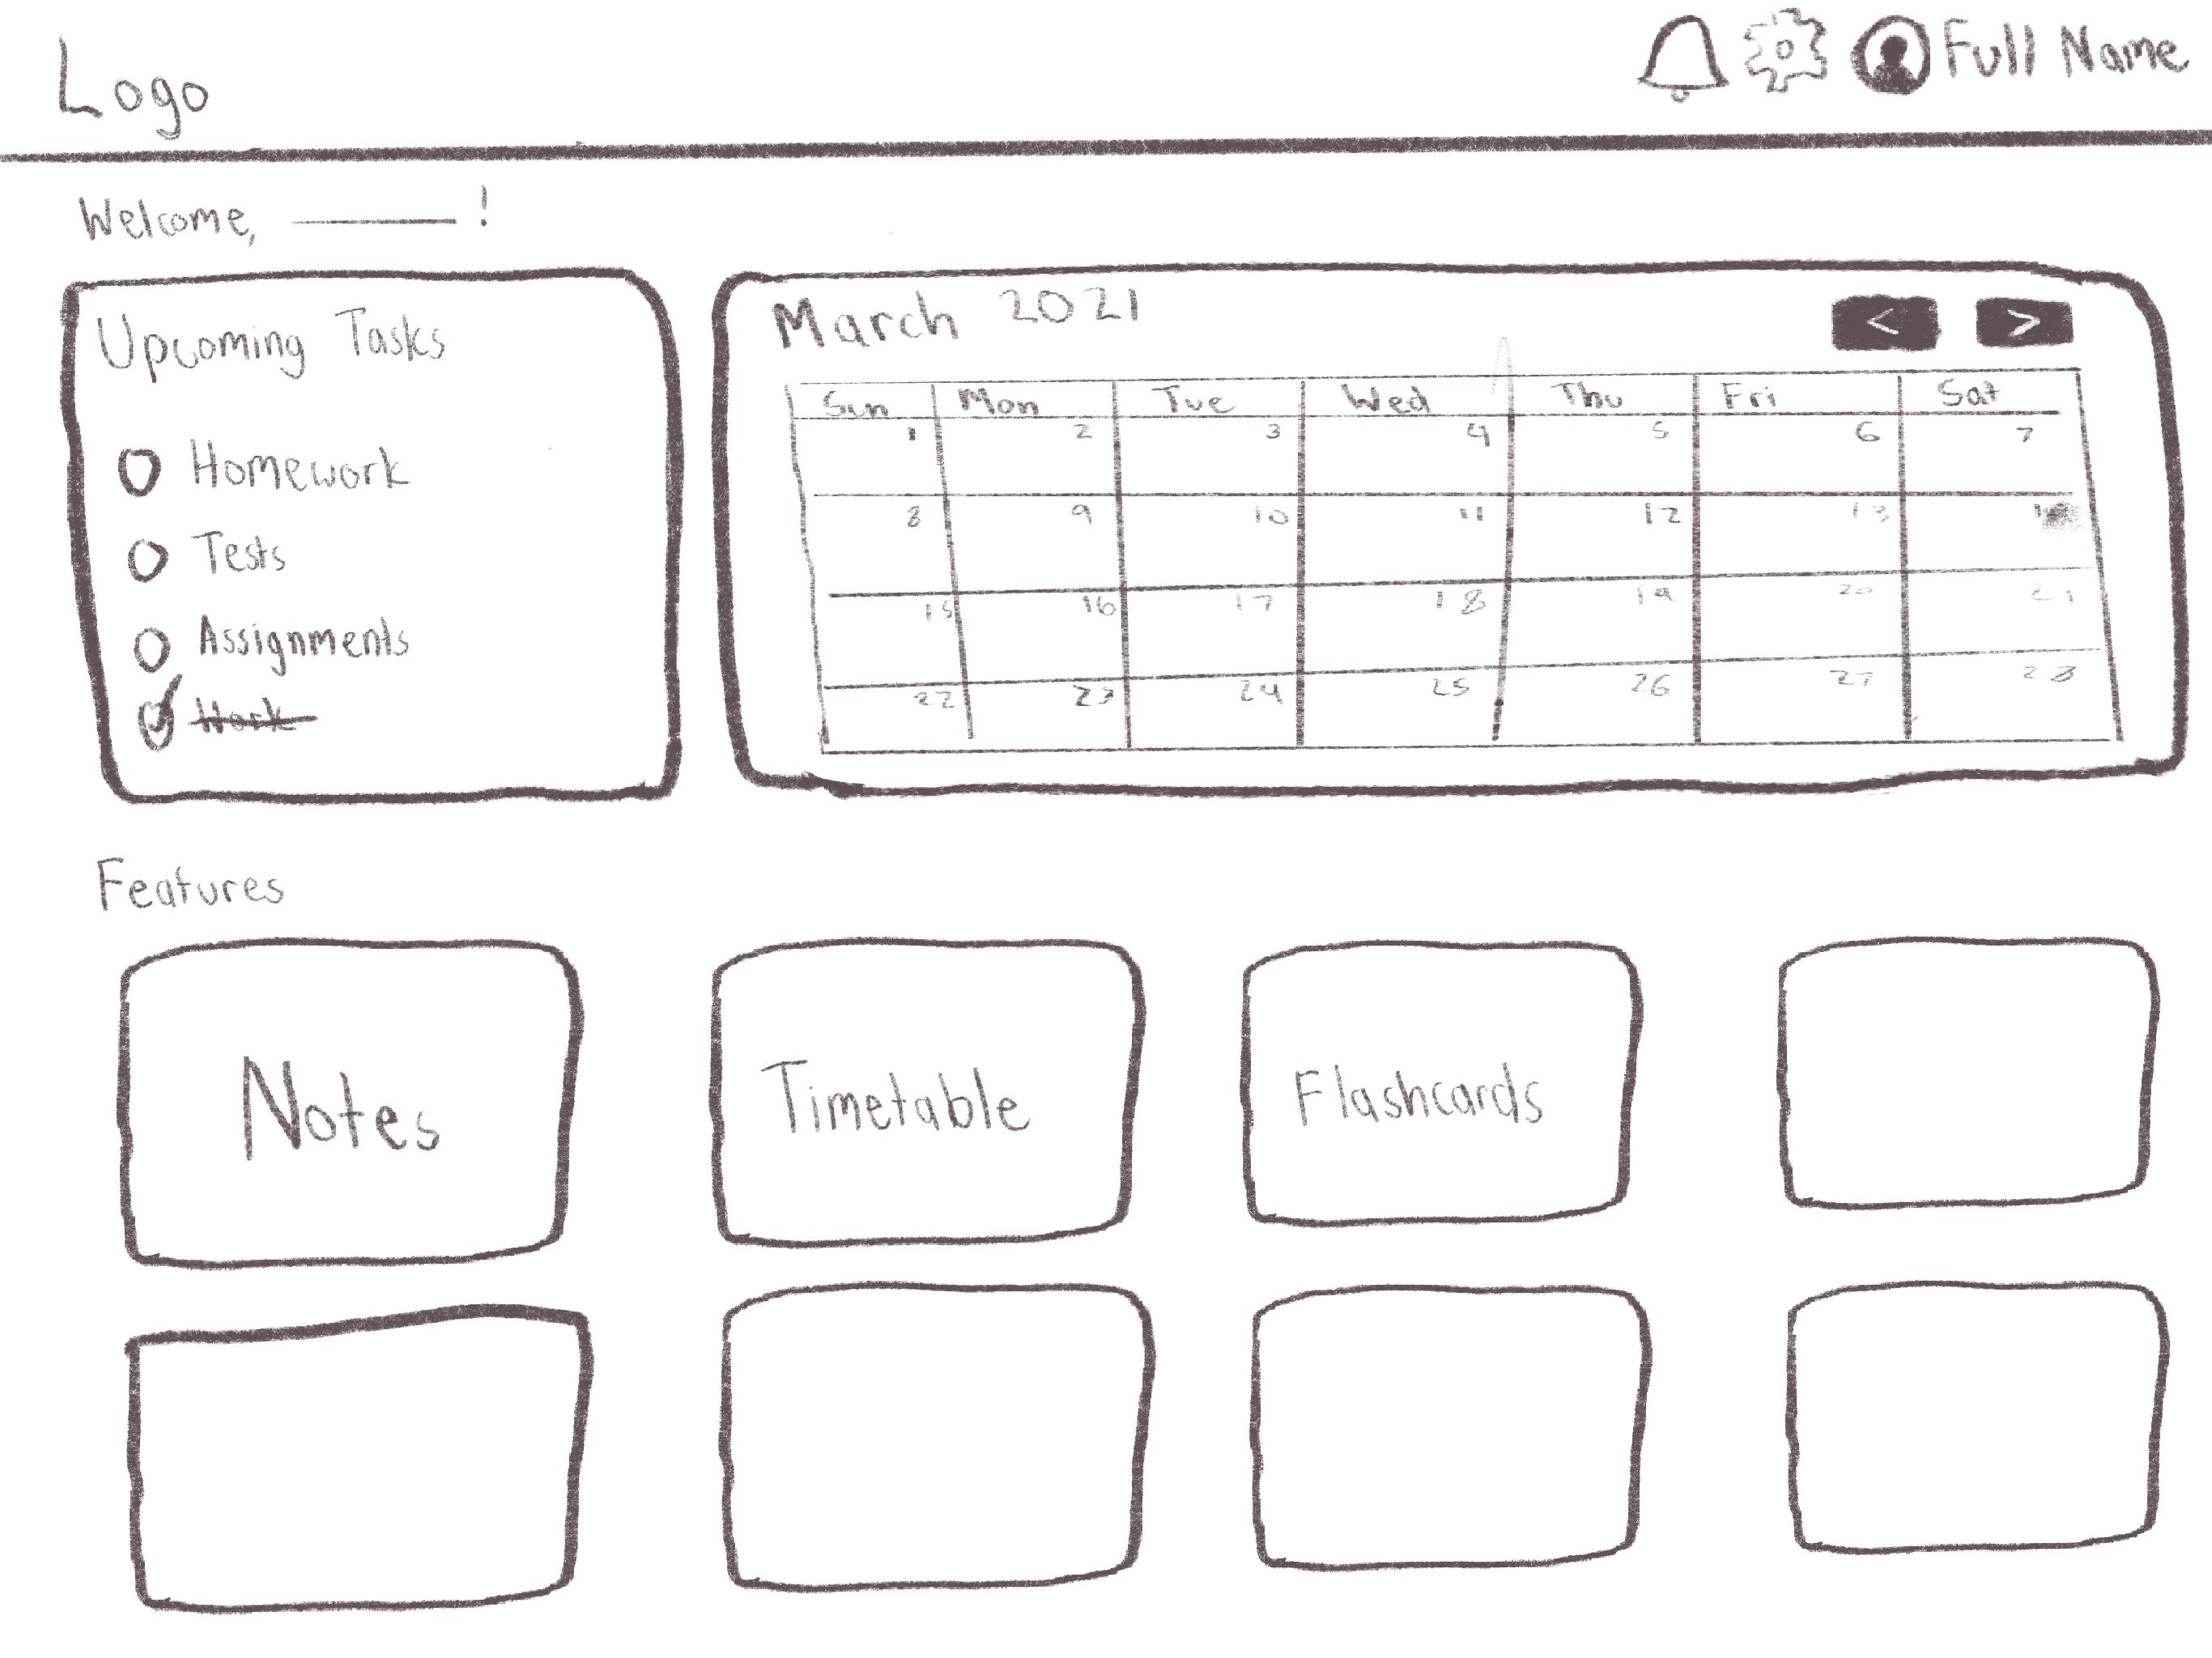 Logo
Full Name
Welcome, ______ !
Upcoming Tasks
Homework
Tests
Assignments
Work
March 2021
< >
Sun Mon Tue Wed Thu Fri Sat
1 2 3 4 5 6 7
8 9 10 11 12 13
15 16 17 18 19 20 21
22 23 24 25 26 27 28
Features
Notes
Timetable
Flashcards